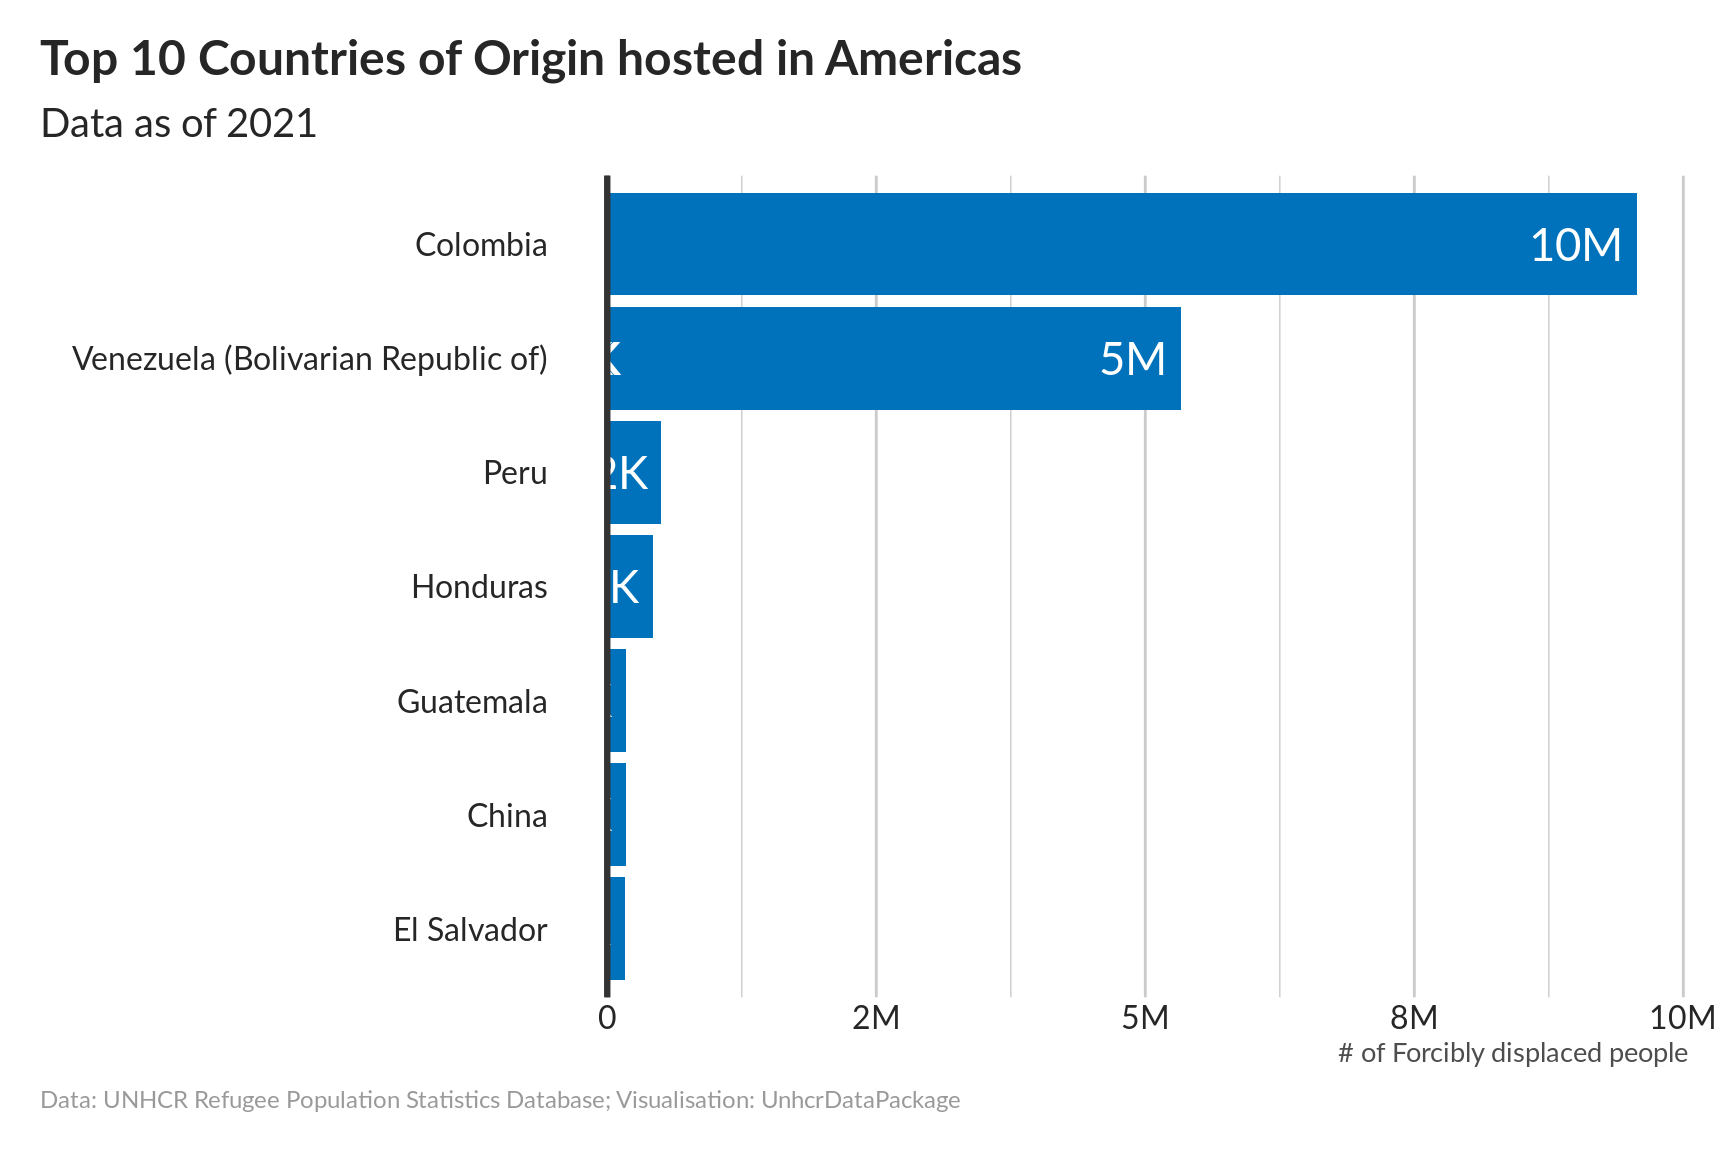 Top 10 Countries of Origin hosted in Americas
Data as of 2021
Colombia 10M
Venezuela (Bolivarian Republic of) K 5M
Peru 2K
Honduras K
Guatemala
China
El Salvador
0 2M 5M 8M 10M
# of Forcibly displaced people
Data: UNHCR Refugee Population Statistics Database; Visualisation: UnhcrDataPackage